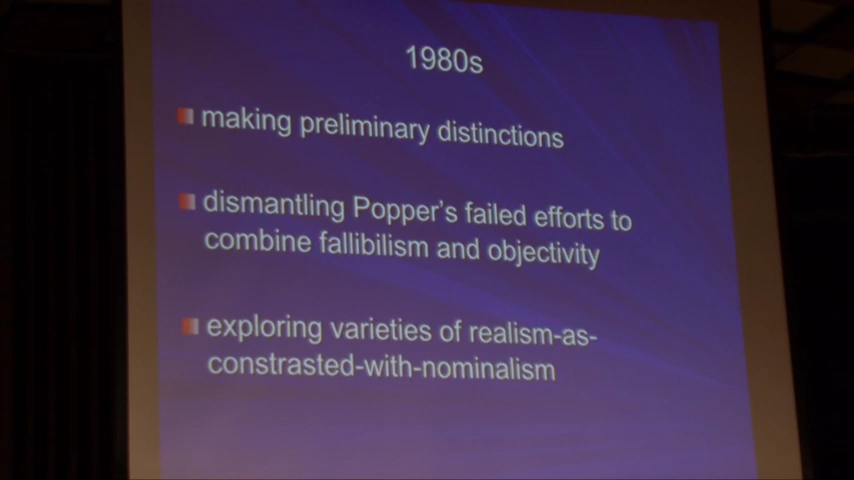 1980s
making preliminary distinctions
dismantling Popper's failed efforts to
combine fallibilism and objectivity
exploring varieties of realism-as-
constrasted-with-nominalism